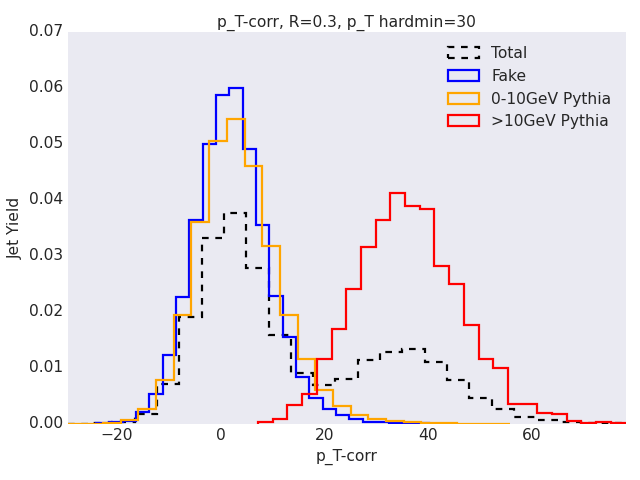 p_T-corr, R=0.3, p_T hardmin=30
0.07
0.06
0.05
0.04
0.03
0.02
0.01
0.00
Jet Yield
Total
Fake
0-10GeV Pythia
>10GeV Pythia
−20 0 20 40 60
p_T-corr